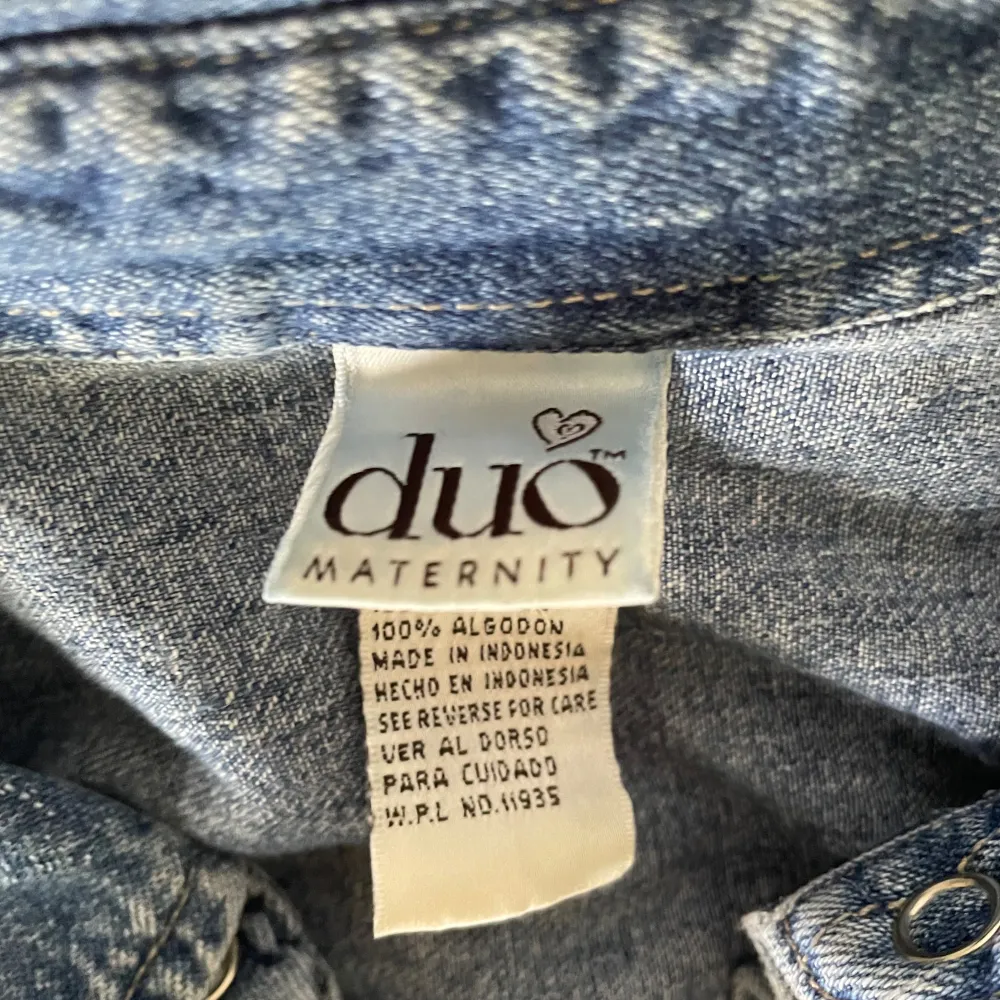 duo™
MATERNITY
100% ALGODON
MADE IN INDONESIA
HECHO EN INDONESIA
SEE REVERSE FOR CARE
VER AL DORSO
PARA CUIDADO
W.P.L NO.11935